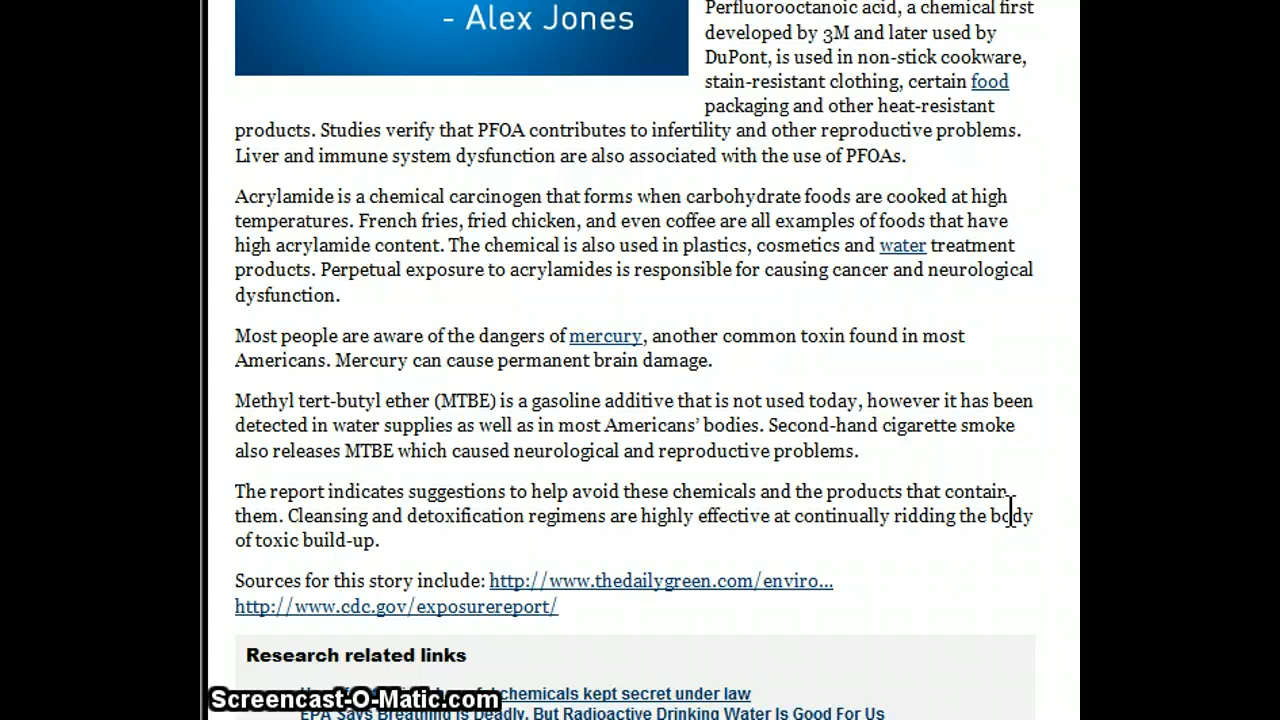 - Alex Jones
Perfluorooctanoic acid, a chemical first
developed by 3M and later used by
DuPont, is used in non-stick cookware,
stain-resistant clothing, certain food
packaging and other heat-resistant
products. Studies verify that PFOA contributes to infertility and other reproductive problems.
Liver and immune system dysfunction are also associated with the use of PFOAs.
Acrylamide is a chemical carcinogen that forms when carbohydrate foods are cooked at high
temperatures. French fries, fried chicken, and even coffee are all examples of foods that have
high acrylamide content. The chemical is also used in plastics, cosmetics and water treatment
products. Perpetual exposure to acrylamides is responsible for causing cancer and neurological
dysfunction.
Most people are aware of the dangers of mercury, another common toxin found in most
Americans. Mercury can cause permanent brain damage.
Methyl tert-butyl ether (MTBE) is a gasoline additive that is not used today, however it has been
detected in water supplies as well as in most Americans' bodies. Second-hand cigarette smoke
also releases MTBE which caused neurological and reproductive problems.
The report indicates suggestions to help avoid these chemicals and the products that contain
them. Cleansing and detoxification regimens are highly effective at continually ridding the body
of toxic build-up.
Sources for this story include: http://www.thedailygreen.com/enviro...
http://www.cdc.gov/exposurereport/
Research related links
chemicals kept secret under law
EPA Says Breathing Is Deadly, But Radioactive Drinking Water Is Good For Us
Screencast-O-Matic.com